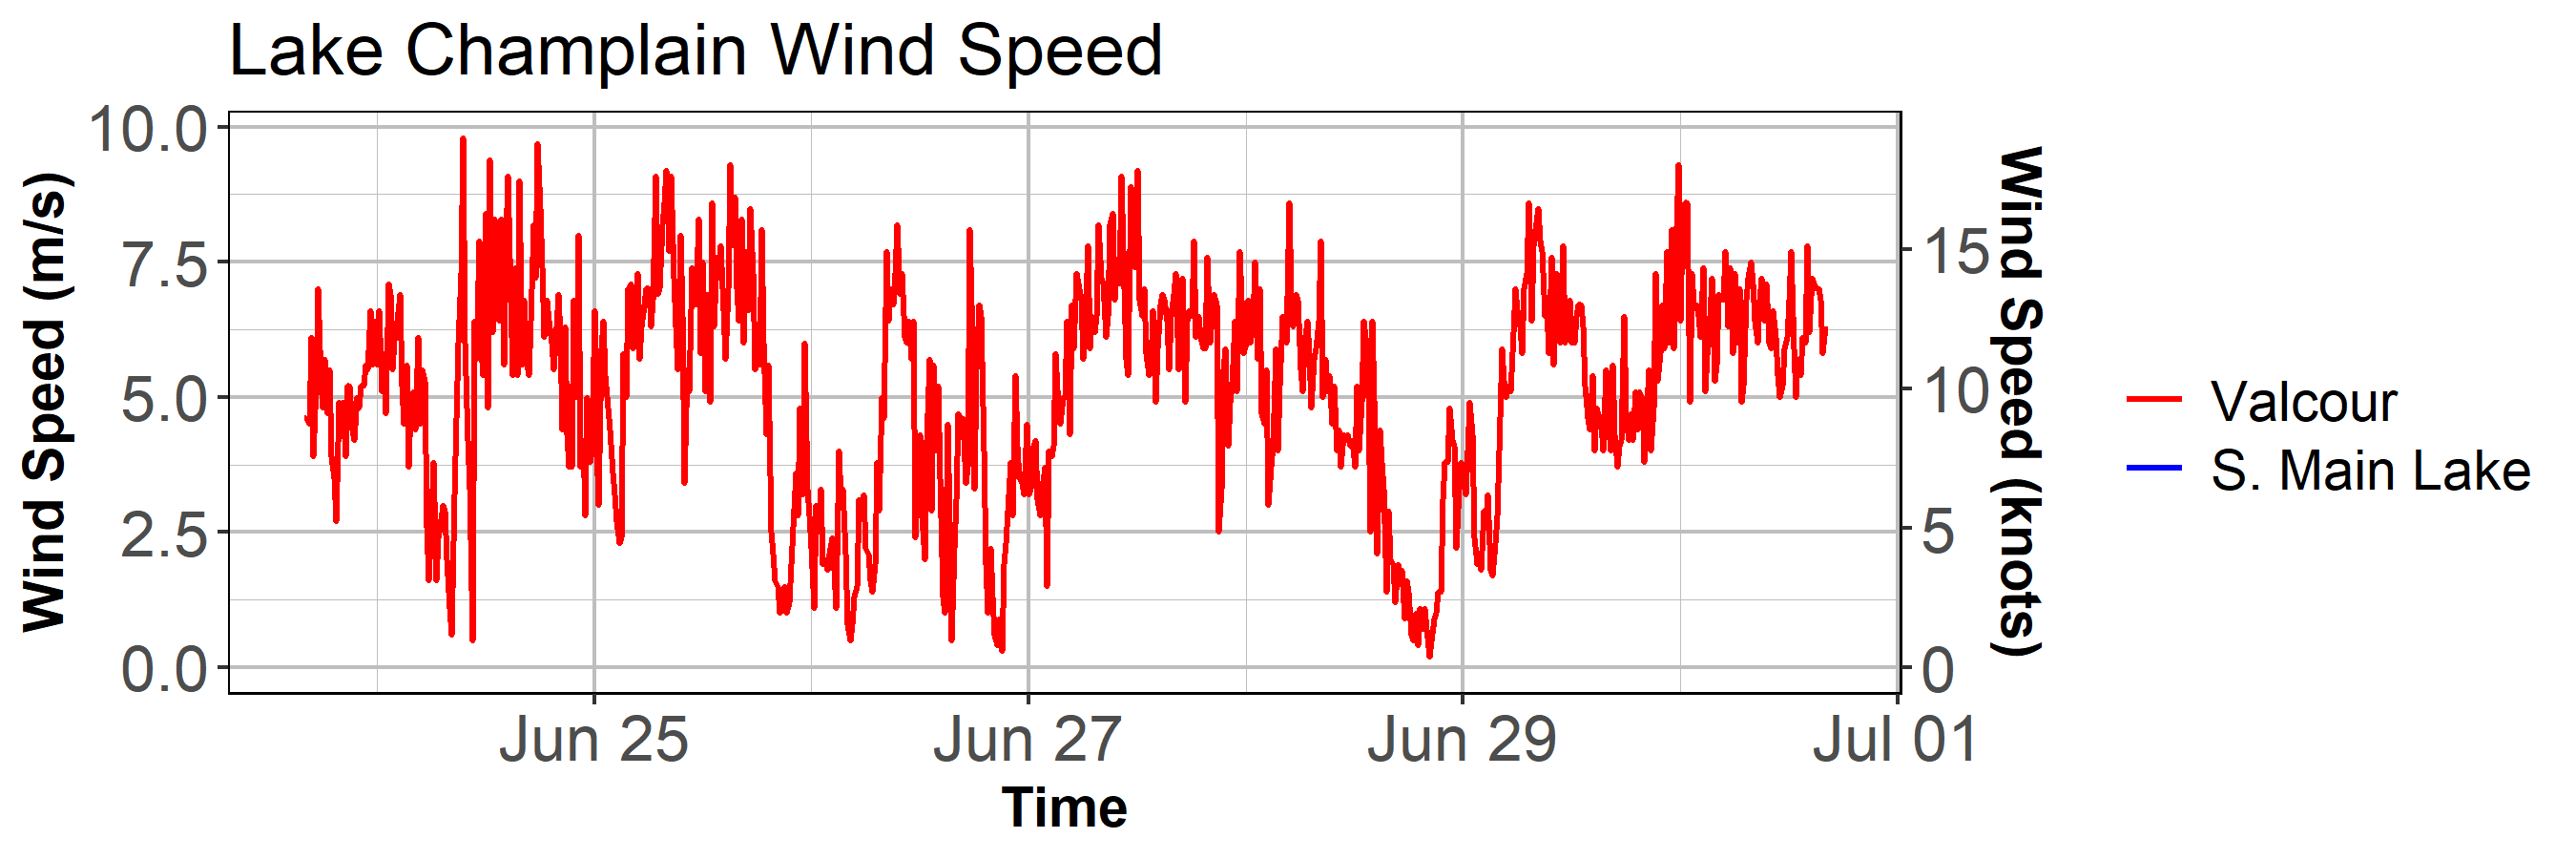 Lake Champlain Wind Speed
Wind Speed (m/s)
10.0
7.5
5.0
2.5
0.0
Wind Speed (knots)
15
10
5
0
Jun 25
Jun 27
Jun 29
Jul 01
Time
Valcour
S. Main Lake